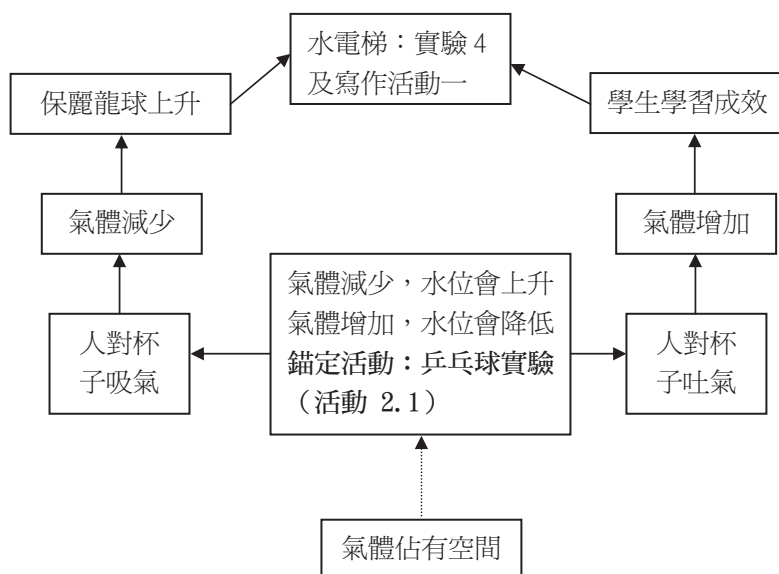 水電梯：實驗 4
及寫作活動一
保麗龍球上升
學生學習成效
氣體減少
氣體增加
氣體減少，水位會上升
氣體增加，水位會降低
錨定活動：乒乓球實驗
（活動 2.1）
人對杯
子吸氣
人對杯
子吐氣
氣體佔有空間